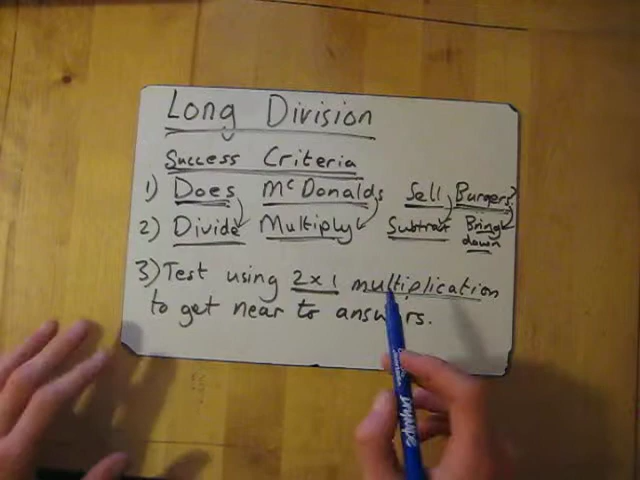 Long Division
Success Criteria
1) Does McDonalds Sell Burgers?
2) Divide Multiply Subtract Bring down
3) Test using 2x1 multiplication
to get near to answers.